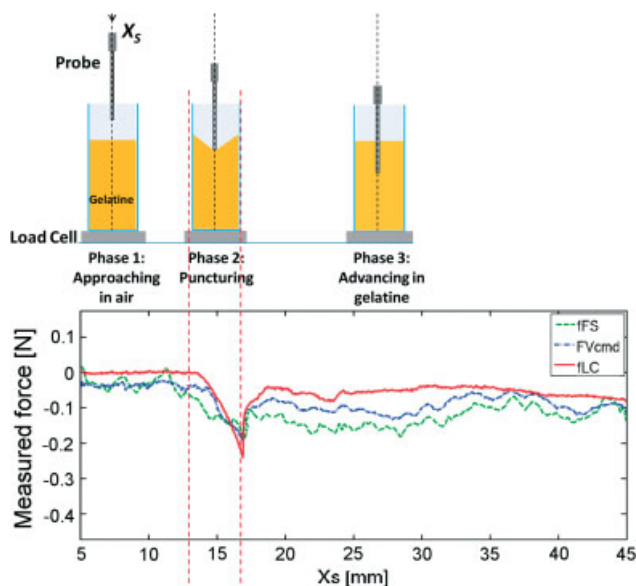 Xs
Probe
Gelatine
Load Cell
Phase 1:
Approaching
in air
Phase 2:
Puncturing
Phase 3:
Advancing in
gelatine
Measured force [N]
0.1
0
-0.1
-0.2
-0.3
-0.4
fFS
FVcmd
fLC
5
10
15
20
25
30
35
40
45
Xs [mm]